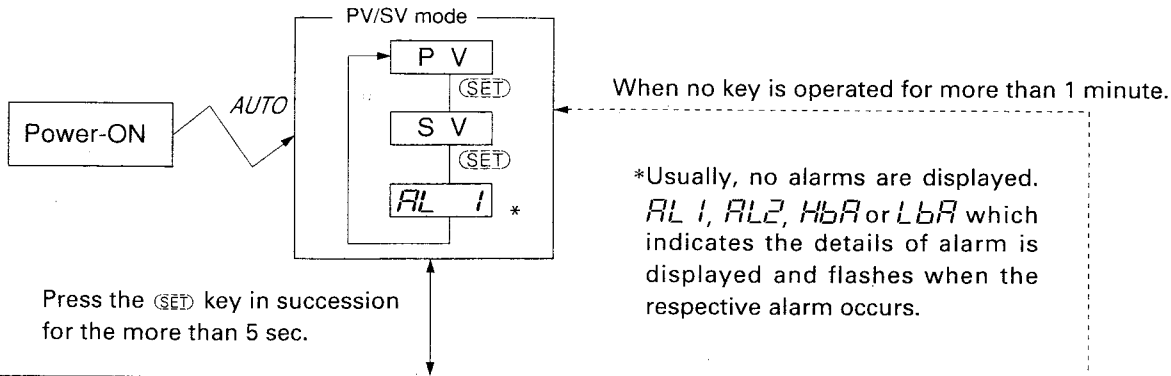 PV/SV mode
P V
SET
When no key is operated for more than 1 minute.
AUTO
Power-ON
S V
SET
*Usually, no alarms are displayed.
AL 1 *
AL 1, AL2, HbA or LbA which
indicates the details of alarm is
displayed and flashes when the
respective alarm occurs.
Press the SET key in succession
for the more than 5 sec.